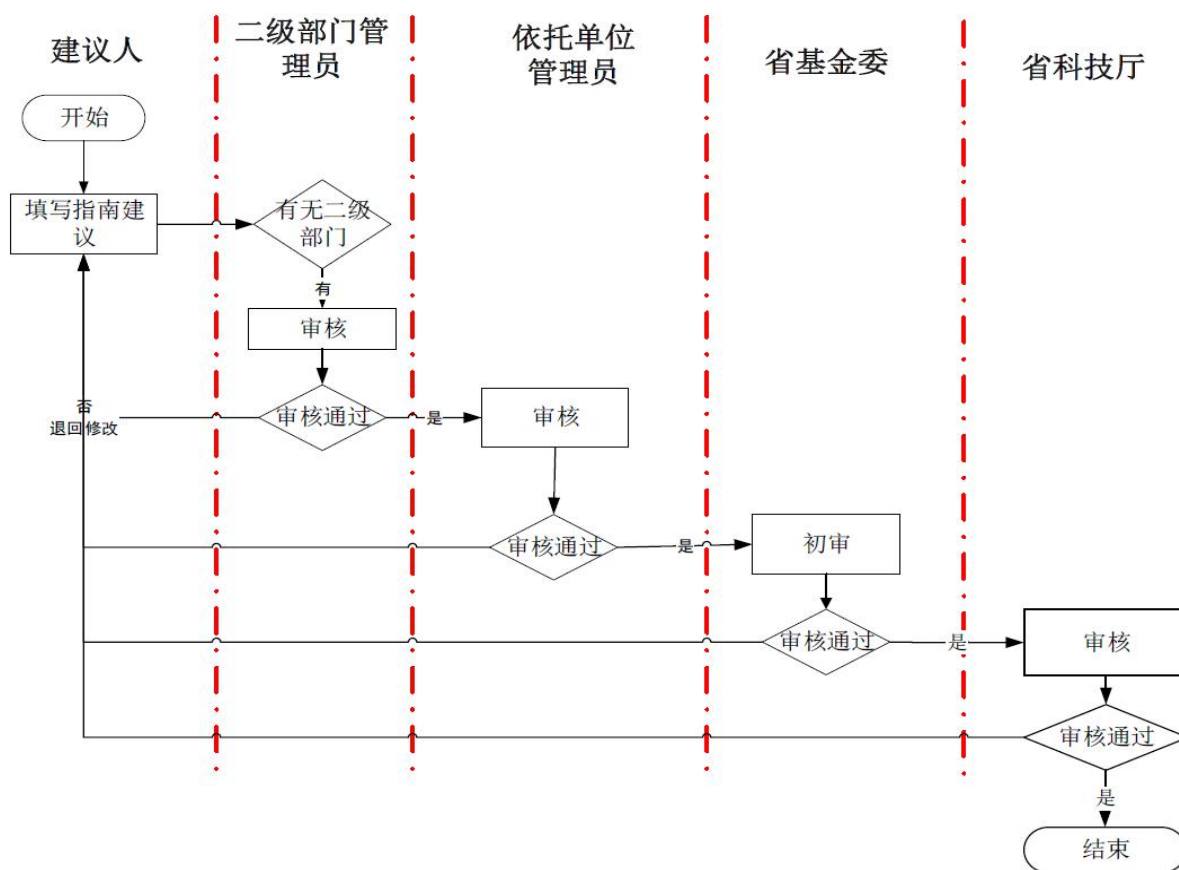 建议人
二级部门管
理员
依托单位
管理员
省基金委
省科技厅
开始
填写指南建
议
有无二级
部门
有
审核
审核通过
否
退回修改
是
审核
审核通过
是
初审
审核通过
是
审核
审核通过
是
结束